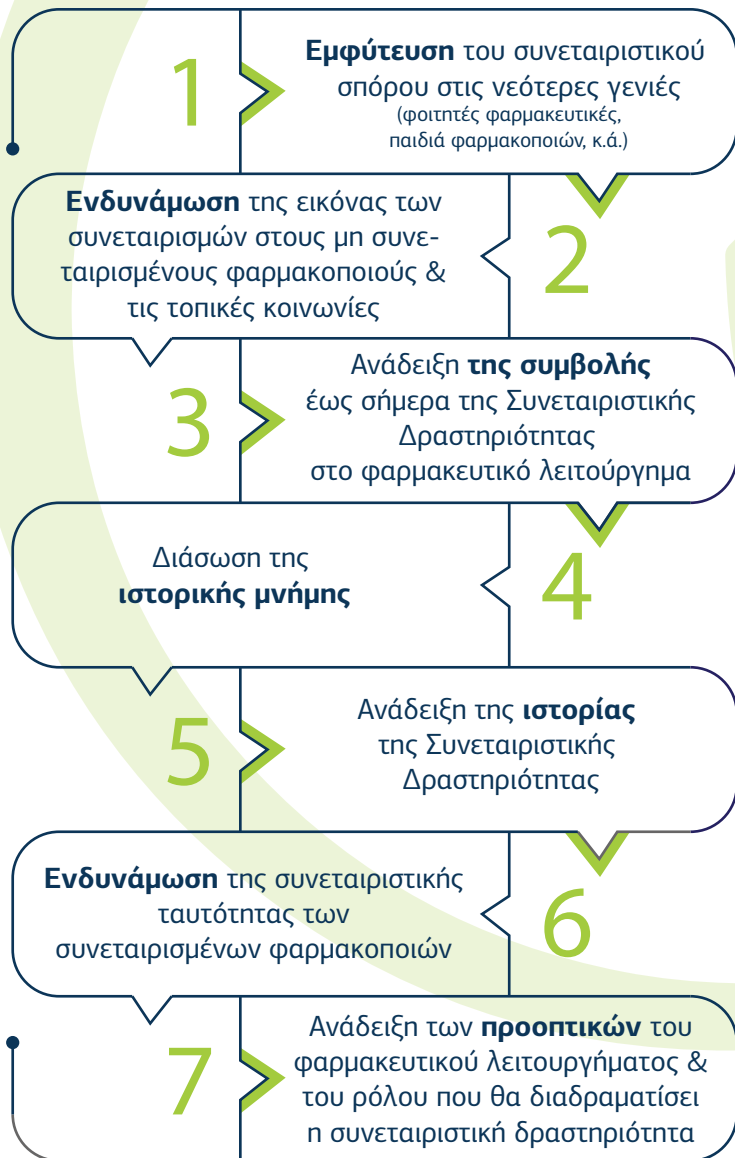 1
Εμφύτευση του συνεταιριστικού
σπόρου στις νεότερες γενιές
(φοιτητές φαρμακευτικές,
παιδιά φαρμακοποιών, κ.ά.)
2
Ενδυνάμωση της εικόνας των
συνεταιρισμών στους μη συνε-
ταιρισμένους φαρμακοποιούς &
τις τοπικές κοινωνίες
3
Ανάδειξη της συμβολής
έως σήμερα της Συνεταιριστικής
Δραστηριότητας
στο φαρμακευτικό λειτούργημα
4
Διάσωση της
ιστορικής μνήμης
5
Ανάδειξη της ιστορίας
της Συνεταιριστικής
Δραστηριότητας
6
Ενδυνάμωση της συνεταιριστικής
ταυτότητας των
συνεταιρισμένων φαρμακοποιών
7
Ανάδειξη των προοπτικών του
φαρμακευτικού λειτουργήματος &
του ρόλου που θα διαδραματίσει
η συνεταιριστική δραστηριότητα